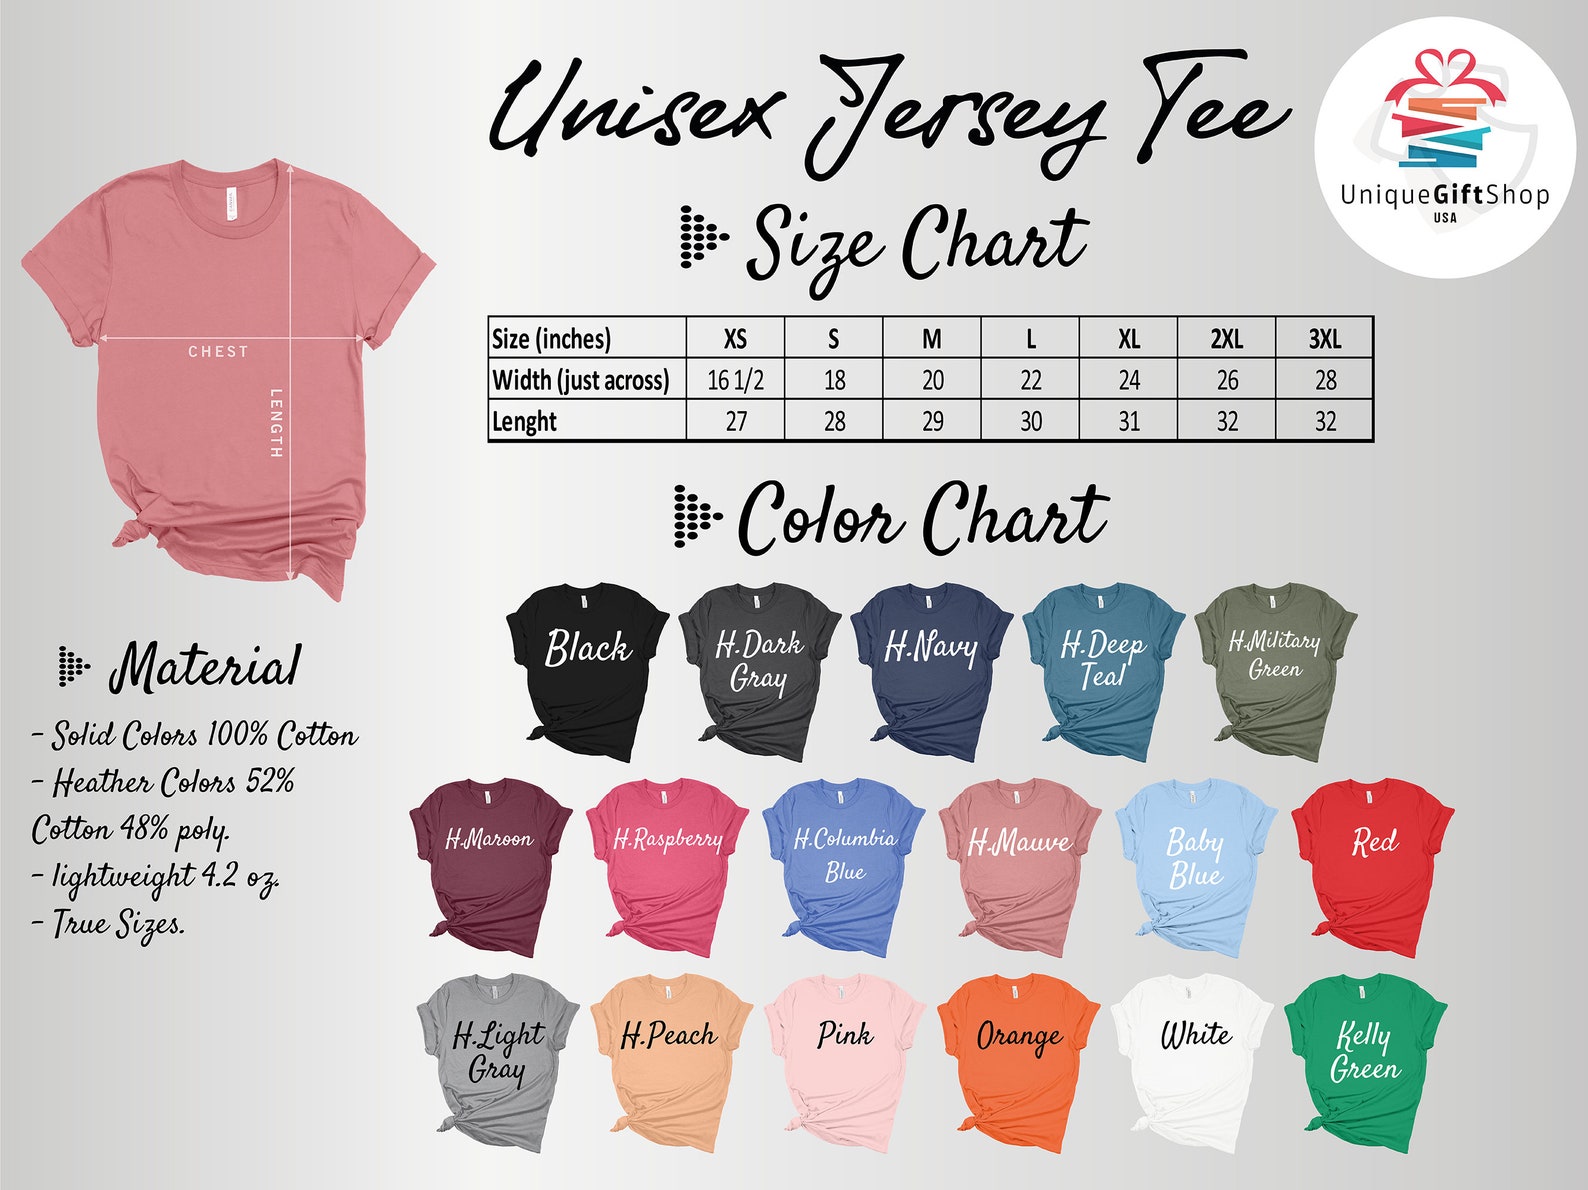 Unisex Jersey Tee
UniqueGiftShop
USA
Size Chart
CHEST
LENGTH
Size (inches) XS S M L XL 2XL 3XL
Width (just across) 16 1/2 18 20 22 24 26 28
Lenght 27 28 29 30 31 32 32
Color Chart
Material
- Solid Colors 100% Cotton
- Heather Colors 52%
Cotton 48% poly.
- lightweight 4.2 oz.
- True Sizes.
Black
H.Dark
Gray
H.Navy
H.Deep
Teal
H.Military
Green
H.Maroon
H.Raspberry
H.Columbia
Blue
H.Mauve
Baby
Blue
Red
H.Light
Gray
H.Peach
Pink
Orange
White
Kelly
Green